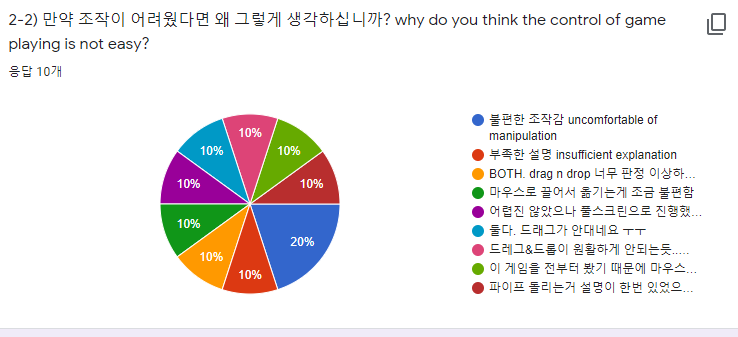 2-2) 만약 조작이 어려웠다면 왜 그렇게 생각하십니까? why do you think the control of game
playing is not easy?
응답 10개
10%
10%
10%
10%
10%
10%
10%
10%
20%
불편한 조작감 uncomfortable of
manipulation
부족한 설명 insufficient explanation
BOTH. drag n drop 너무 판정 이상하...
마우스로 끌어서 옮기는게 조금 불편함
어렵진 않았으나 풀스크린으로 진행했...
둘다. 드래그가 안대네요 ㅜㅜ
드레그&드롭이 원활하게 안되는듯.....
이 게임을 전부터 봤기 때문에 마우스...
파이프 돌리는거 설명이 한번 있었으...